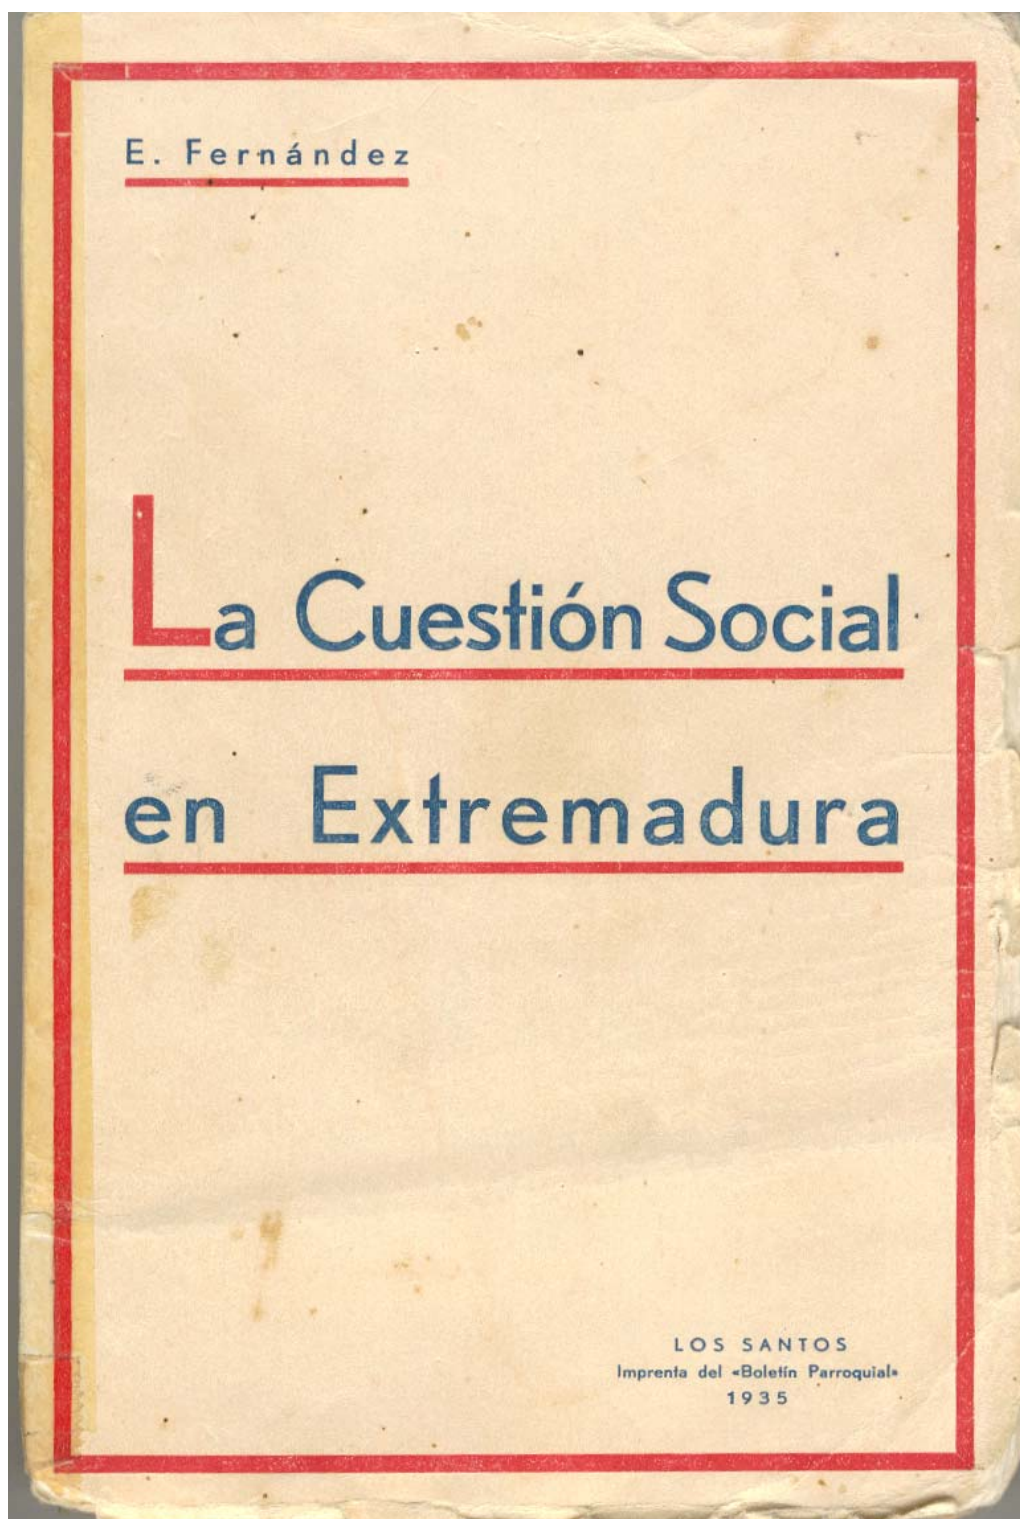 E. Fernández
La Cuestión Social
en Extremadura
LOS SANTOS
Imprenta del «Boletín Parroquial»
1935